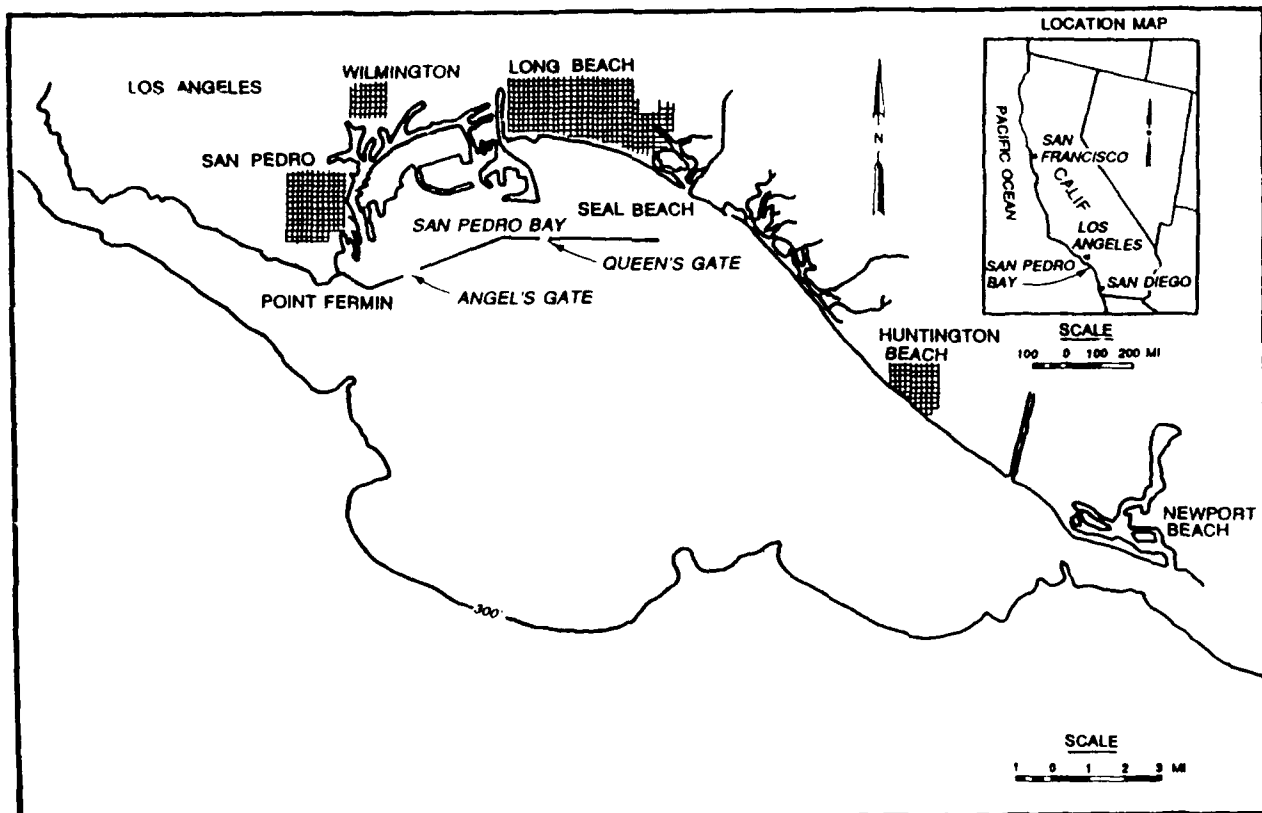 LOCATION MAP
LOS ANGELES
WILMINGTON
LONG BEACH
SAN PEDRO
N
SEAL BEACH
SAN PEDRO BAY
QUEEN'S GATE
ANGEL'S GATE
POINT FERMIN
HUNTINGTON
BEACH
NEWPORT
BEACH
300'
PACIFIC OCEAN
SAN
FRANCISCO
CALIF
LOS
ANGELES
SAN PEDRO
BAY
SAN DIEGO
SCALE
100 0 100 200 MI
SCALE
1 0 1 2 3 MI